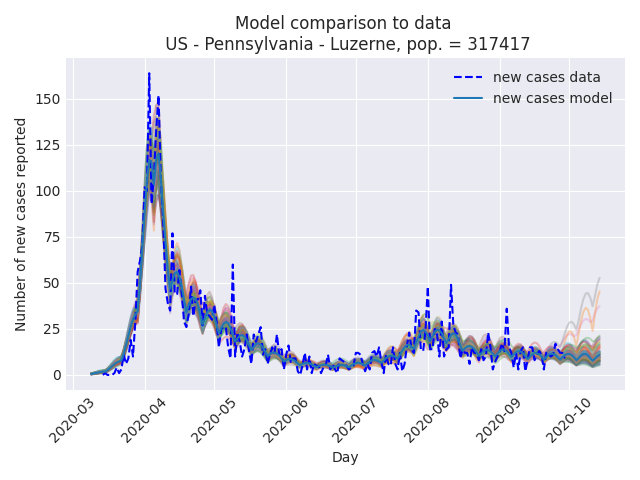 Model comparison to data
US - Pennsylvania - Luzerne, pop. = 317417
new cases data
new cases model
Number of new cases reported
150
125
100
75
50
25
0
2020-03
2020-04
2020-05
2020-06
2020-07
2020-08
2020-09
2020-10
Day